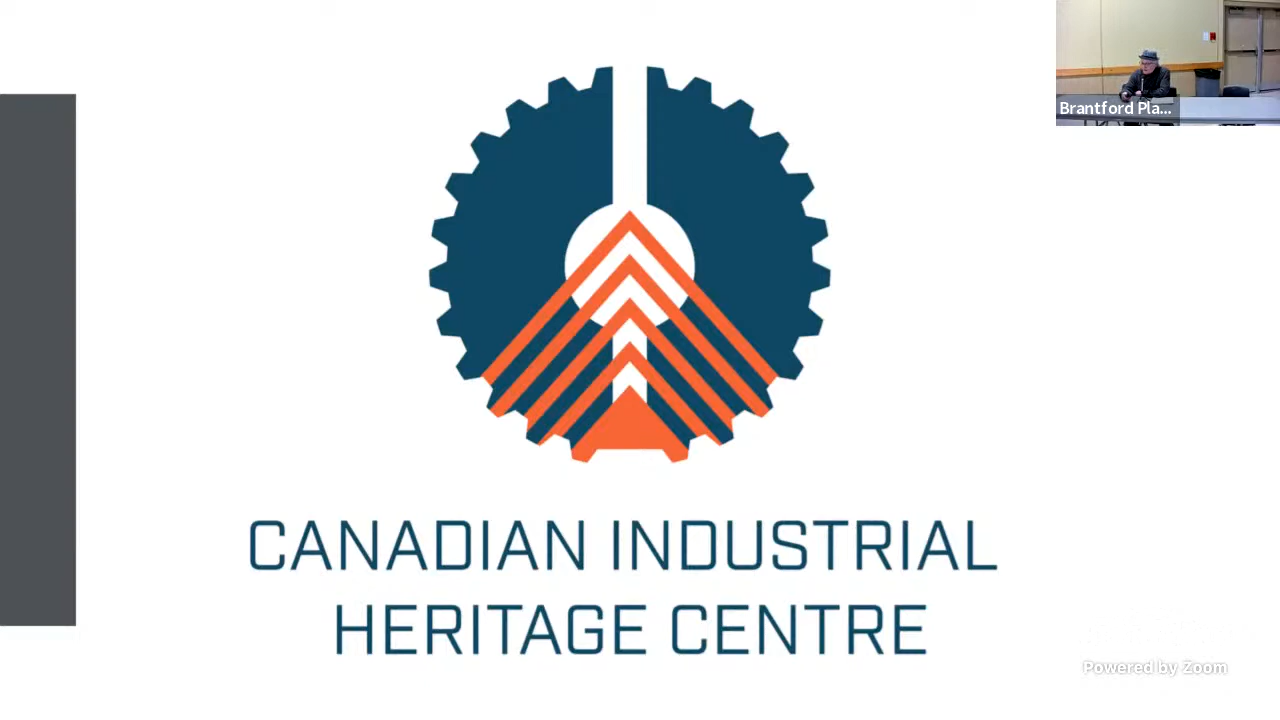 Brantford Pla...
CANADIAN INDUSTRIAL
HERITAGE CENTRE
Powered by Zoom